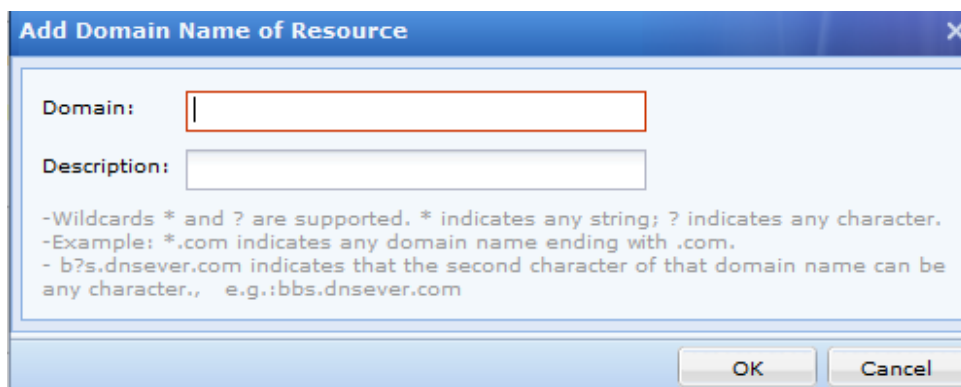 Add Domain Name of Resource
Domain:
Description:
-Wildcards * and ? are supported. * indicates any string; ? indicates any character.
-Example: *.com indicates any domain name ending with .com.
- b?s.dnsever.com indicates that the second character of that domain name can be
any character.,   e.g.:bbs.dnsever.com
OK Cancel